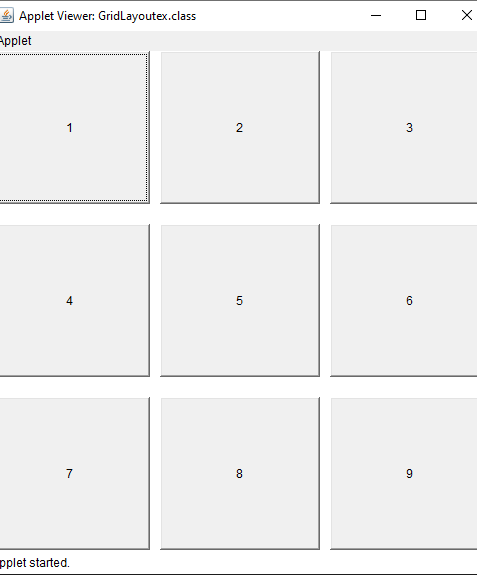 Applet Viewer: GridLayoutex.class
Applet
1 2 3
4 5 6
7 8 9
pplet started.